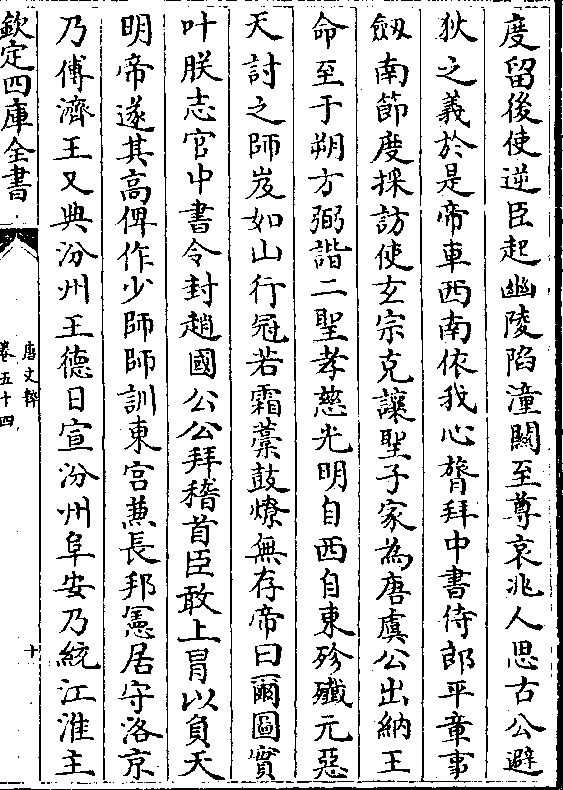 度留後使逆臣起幽陵陷潼關至尊哀兆人思古公避
狄之義於是帝車西南依我心膂拜中書侍郎平章事
劔南節度採訪使玄宗克讓聖子家為唐虞公出納王
命至于朔方弼諧二聖孝慈光明自西自東殄殲元惡
天討之師岌如山行冦若霜藁鼓燎無存帝曰爾圖實
叶朕志官中書令封趙國公公拜稽首臣敢上冐以負天
明帝遂其高俾作少師師訓東宮兼長邦憲居守洛京
乃傅濟王又典汾州王德日宣汾州阜安乃統江淮主
欽定四庫全書
唐文粹
卷五十四
十